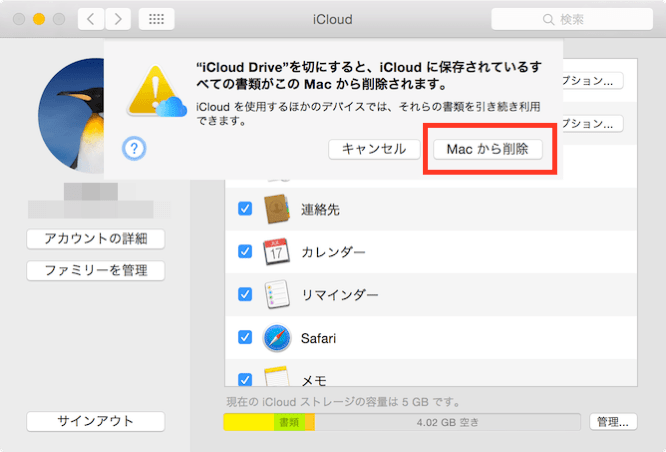 iCloud
検索
“iCloud Drive”を切にすると、iCloud に保存されているす
べての書類がこの Mac から削除されます。
iCloud を使用するほかのデバイスでは、それらの書類を引き続き利用
できます。
プション...
プション...
?
キャンセル
Mac から削除
アカウントの詳細
ファミリーを管理
連絡先
JUL
17
カレンダー
リマインダー
Safari
メモ
現在の iCloud ストレージの容量は 5 GB です。
サインアウト
書類
4.02 GB 空き
管理...